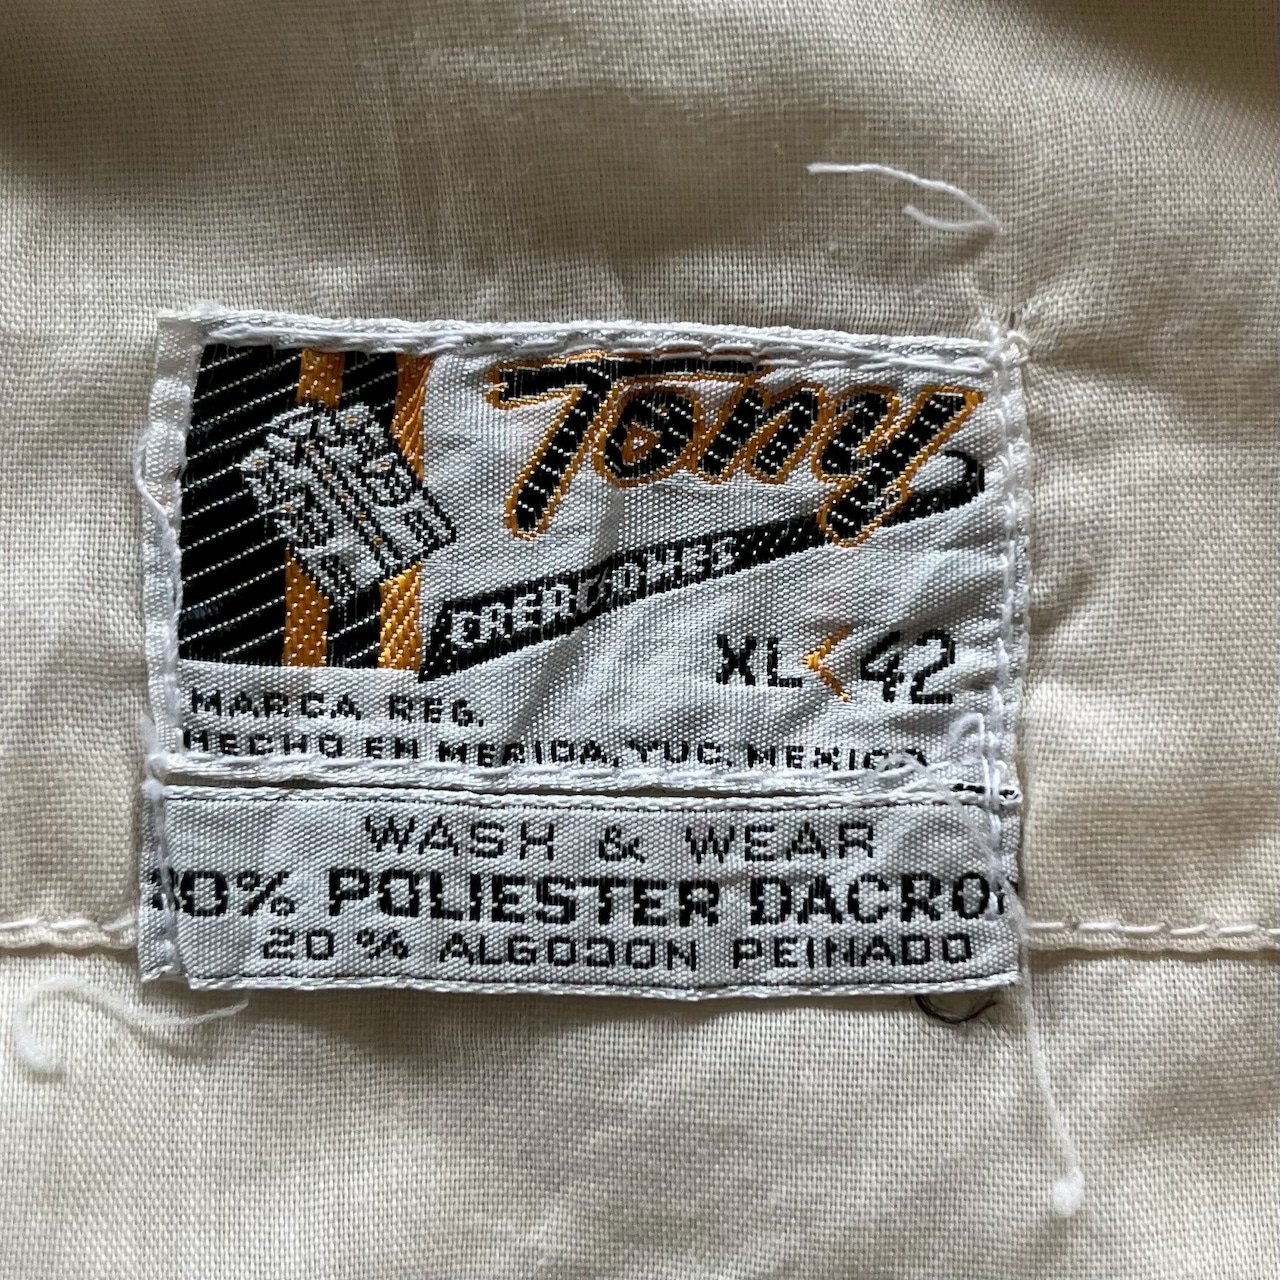 Tony
CREACIONES
XL < 42
MARCA REG.
HECHO EN MERIDA, YUC. MEXICO
WASH & WEAR
80% POLIESTER DACRON
20 % ALGODON PEINADO